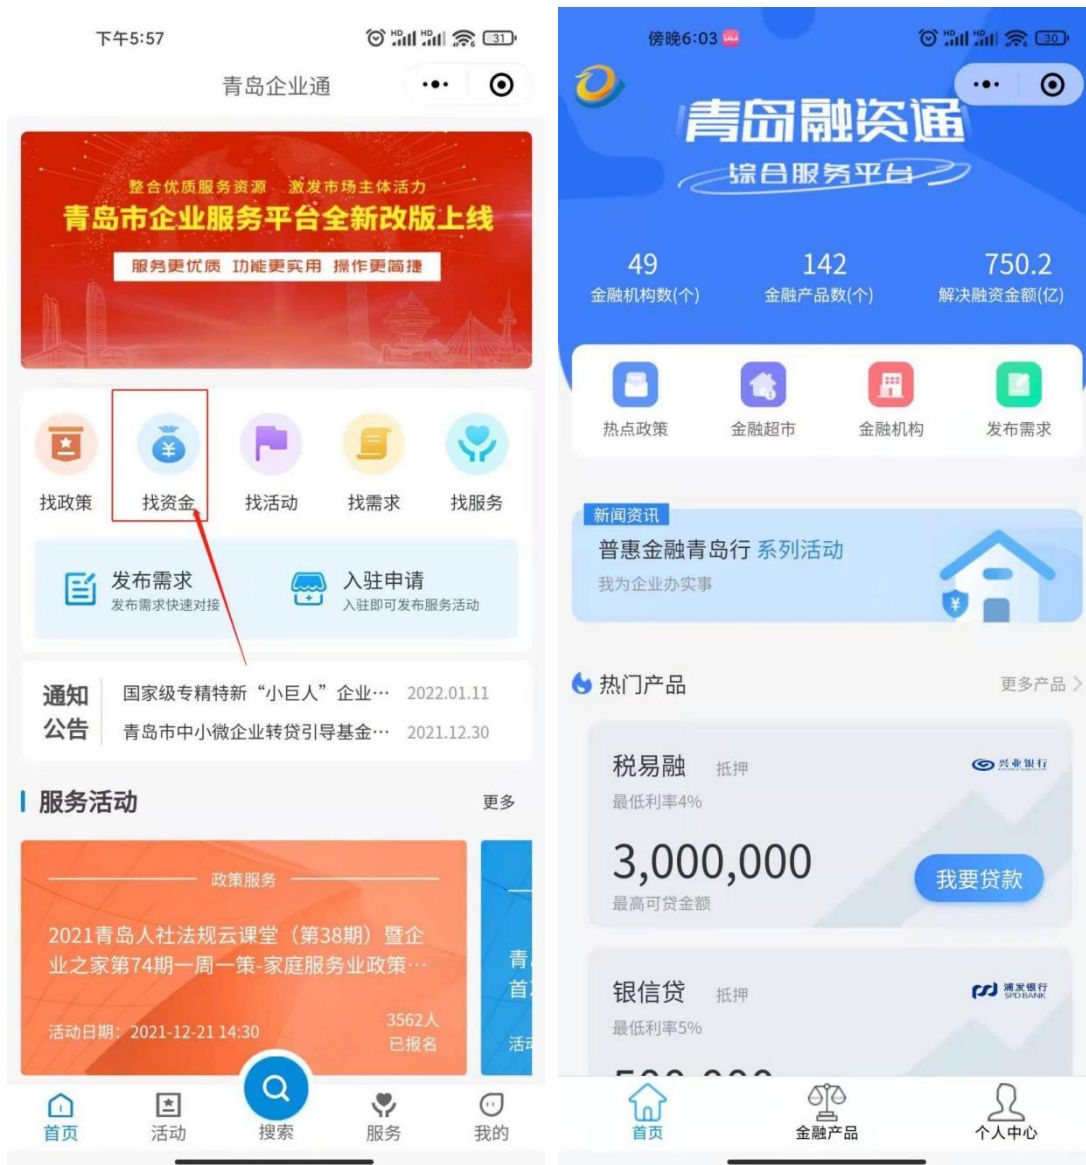 下午5:57
HD
HD
31
青岛企业通
整合优质服务资源 激发市场主体活力
青岛市企业服务平台全新改版上线
服务更优质 功能更实用 操作更简捷
找政策
找资金
找活动
找需求
找服务
发布需求
发布需求快速对接
入驻申请
入驻即可发布服务活动
通知
公告
国家级专精特新“小巨人”企业… 2022.01.11
青岛市中小微企业转贷引导基金… 2021.12.30
服务活动
更多
政策服务
2021青岛人社法规云课堂（第38期）暨企
业之家第74期一周一策-家庭服务业政策…
活动日期：2021-12-21 14:30
3562人
已报名
青
首
活
首页
活动
搜索
服务
我的
傍晚6:03
HD
HD
30
青岛融资通
综合服务平台
49
金融机构数(个)
142
金融产品数(个)
750.2
解决融资金额(亿)
热点政策
金融超市
金融机构
发布需求
新闻资讯
普惠金融青岛行 系列活动
我为企业办实事
热门产品
更多产品
税易融 抵押
兴业银行
最低利率4%
3,000,000
最高可贷金额
我要贷款
银信贷 抵押
浦发银行
SPD BANK
最低利率5%
首页
金融产品
个人中心